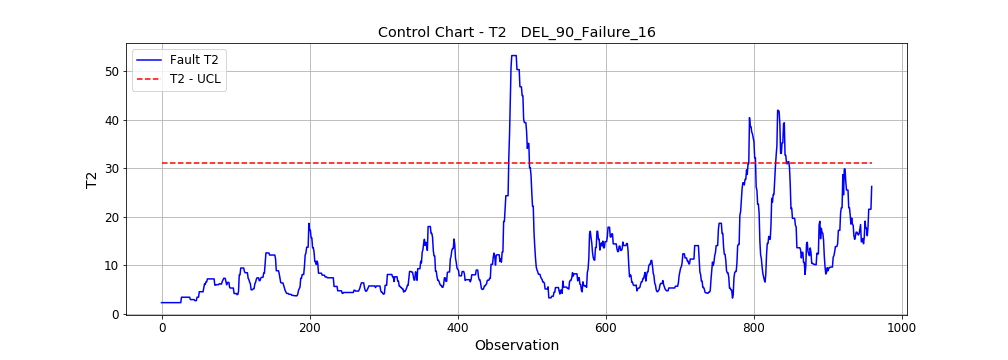 Control Chart - T2   DEL_90_Failure_16
Fault T2
T2 - UCL
50
40
30
20
10
0
T2
0 200 400 600 800 1000
Observation